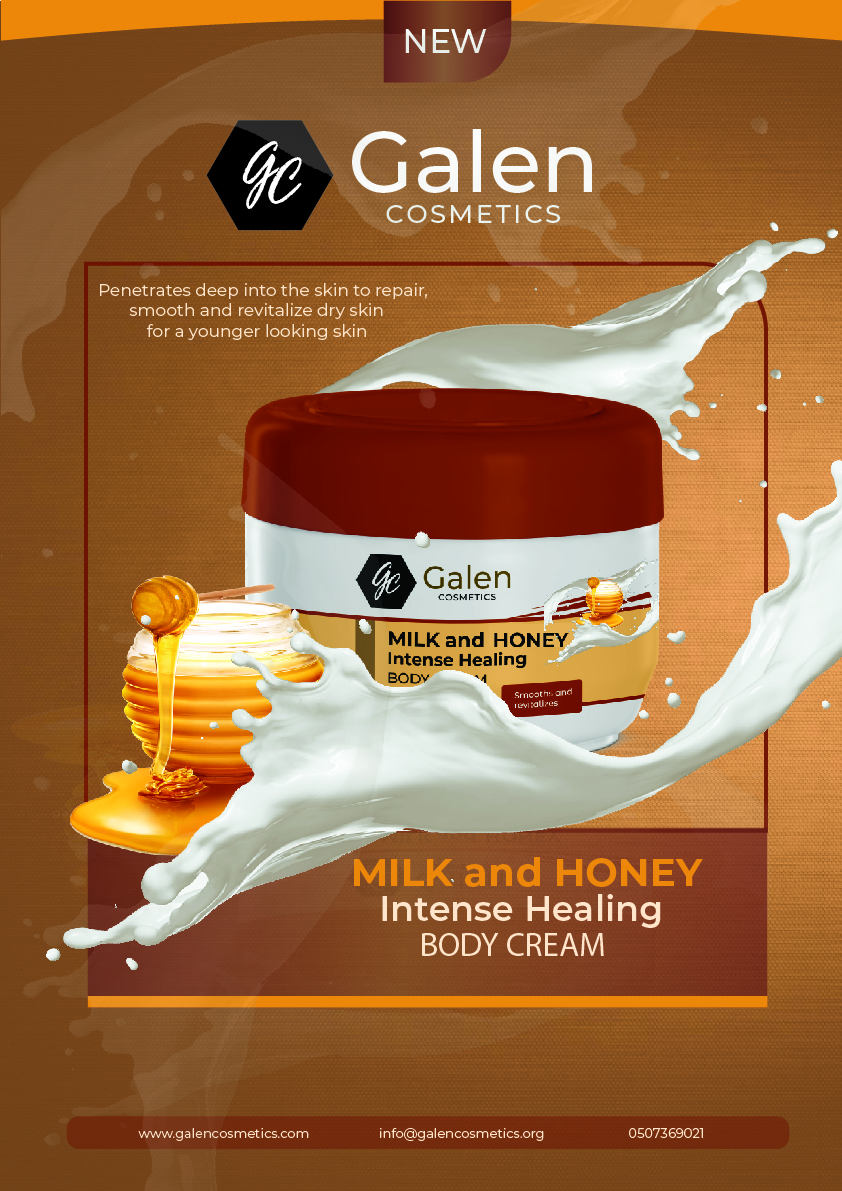 NEW
GC
Galen
COSMETICS
Penetrates deep into the skin to repair,
smooth and revitalize dry skin
for a younger looking skin
GC
Galen
COSMETICS
MILK and HONEY
Intense Healing
BODY
Smooths and
revitalizes
MILK and HONEY
Intense Healing
BODY CREAM
www.galencosmetics.com info@galencosmetics.org 0507369021